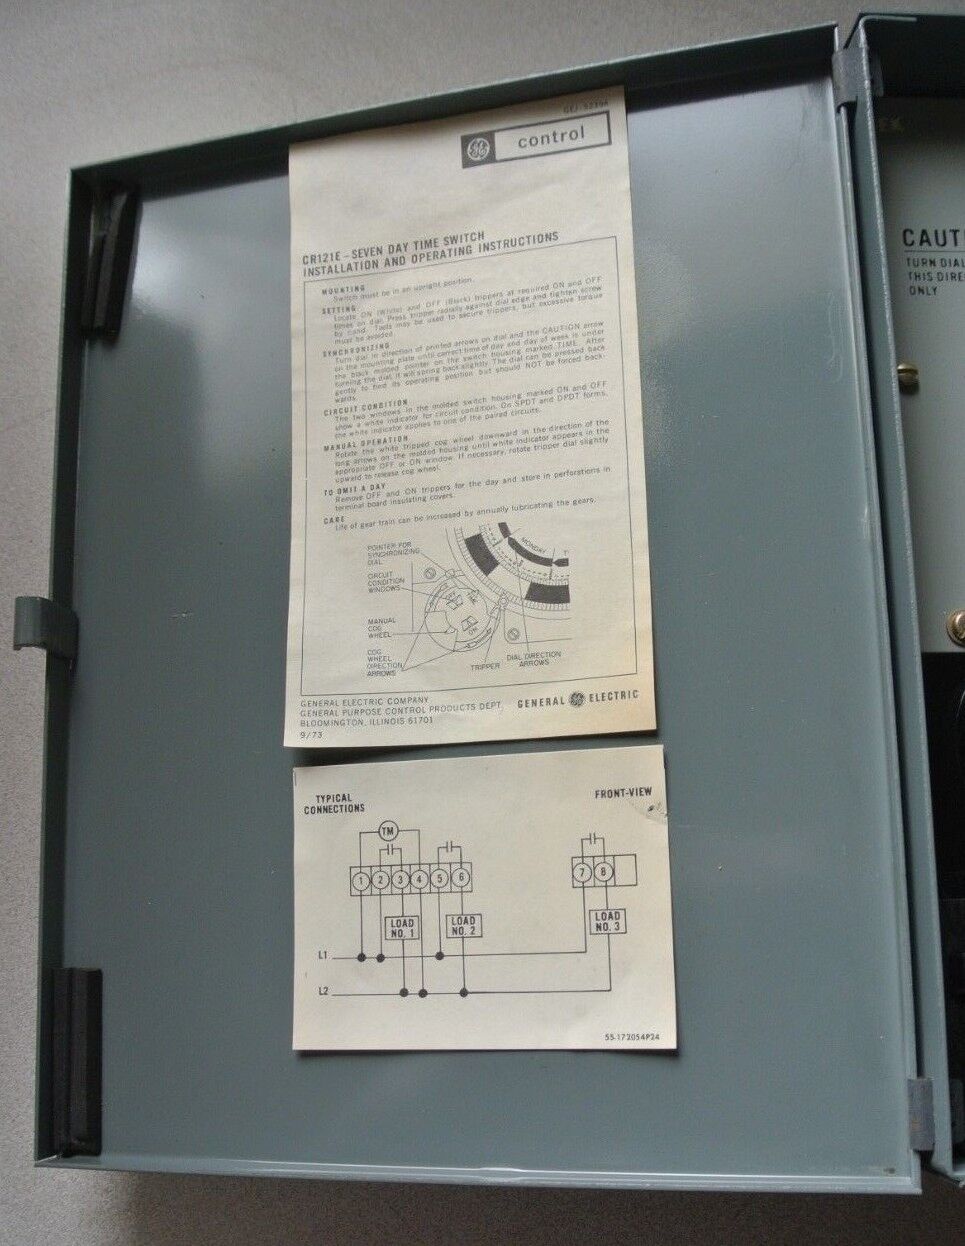 GEJ-5239A
GE control
CR121E – SEVEN DAY TIME SWITCH
INSTALLATION AND OPERATING INSTRUCTIONS
MOUNTING
Switch must be in an upright position.
SETTING
Locate ON (White) and OFF (Black) trippers at required ON and OFF
times on dial. Press tripper radially against dial edge and tighten screw
by hand. Tools may be used to secure trippers, but excessive torque
must be avoided.
SYNCHRONIZING
Turn dial in direction of printed arrows on dial and the CAUTION arrow
on the mounting plate until correct time of day and day of week is under
the black molded pointer on the switch housing marked TIME. After
turning the dial, it will spring back slightly. The dial can be pressed back
gently to find its operating position but should NOT be forced back-
wards.
CIRCUIT CONDITION
The two windows in the molded switch housing marked ON and OFF
show a white indicator for circuit condition. On SPDT and DPDT forms,
the white indicator applies to one of the paired circuits.
MANUAL OPERATION
Rotate the white tripped cog wheel downward in the direction of the
long arrows on the molded housing until white indicator appears in the
appropriate OFF or ON window. If necessary, rotate tripper dial slightly
upward to release cog wheel.
TO OMIT A DAY
Remove OFF and ON trippers for the day and store in perforations in
terminal board insulating covers.
CARE
Life of gear train can be increased by annually lubricating the gears.
MONDAY
T
POINTER FOR
SYNCHRONIZING
DIAL
CIRCUIT
CONDITION
WINDOWS
MANUAL
COG
WHEEL
COG
WHEEL
DIRECTION
ARROWS
ON
TRIPPER
DIAL DIRECTION
ARROWS
GENERAL ELECTRIC COMPANY
GENERAL PURPOSE CONTROL PRODUCTS DEPT.
BLOOMINGTON, ILLINOIS 61701
GENERAL GE ELECTRIC
9/73
TYPICAL
CONNECTIONS
FRONT-VIEW
TM
1 2 3 4 5 6 7 8
LOAD
NO. 1
LOAD
NO. 2
LOAD
NO. 3
L1
L2
55-172054P24
CAUTI
TURN DIAL
THIS DIRE
ONLY